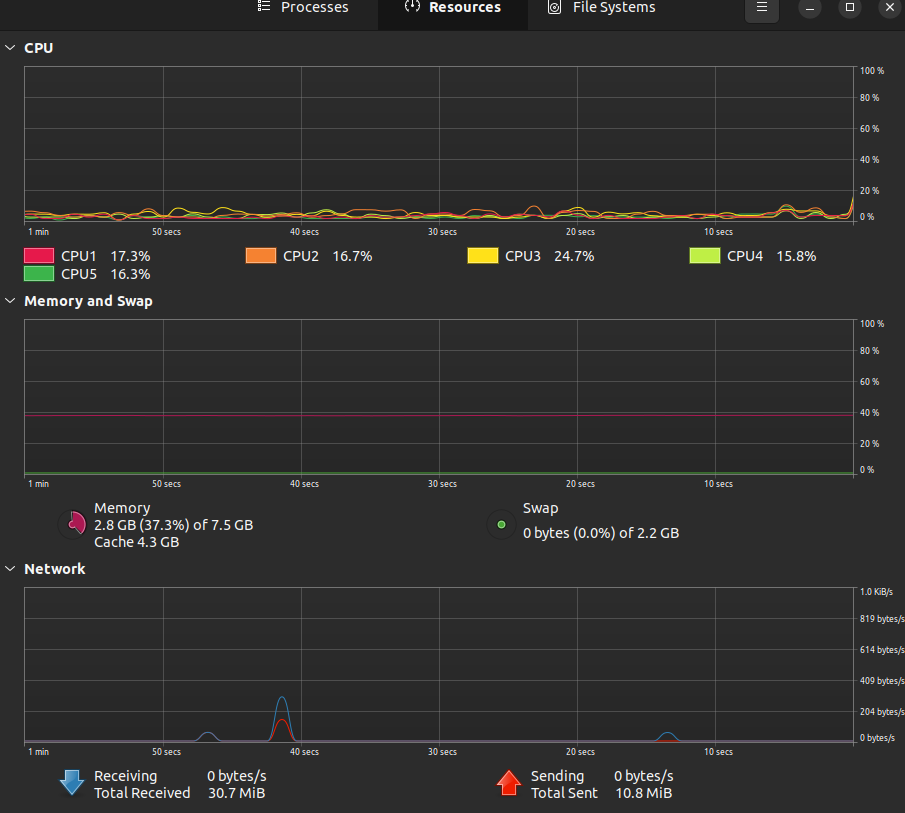 Processes Resources File Systems
CPU
100 %
80 %
60 %
40 %
20 %
0 %
1 min 50 secs 40 secs 30 secs 20 secs 10 secs
CPU1 17.3% CPU2 16.7% CPU3 24.7% CPU4 15.8%
CPU5 16.3%
Memory and Swap
100 %
80 %
60 %
40 %
20 %
0 %
1 min 50 secs 40 secs 30 secs 20 secs 10 secs
Memory
2.8 GB (37.3%) of 7.5 GB
Cache 4.3 GB
Swap
0 bytes (0.0%) of 2.2 GB
Network
1.0 KiB/s
819 bytes/s
614 bytes/s
409 bytes/s
204 bytes/s
0 bytes/s
1 min 50 secs 40 secs 30 secs 20 secs 10 secs
Receiving 0 bytes/s
Total Received 30.7 MiB
Sending 0 bytes/s
Total Sent 10.8 MiB